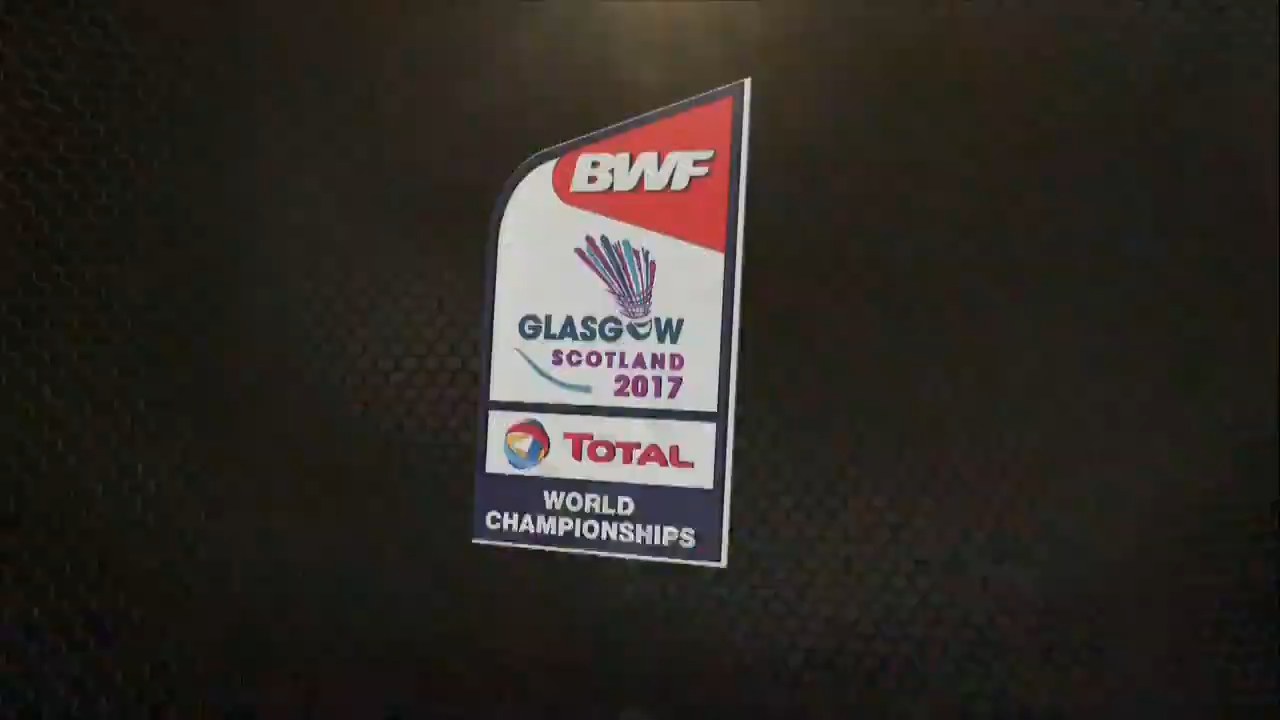 BWF
GLASGOW
SCOTLAND
2017
TOTAL
WORLD
CHAMPIONSHIPS